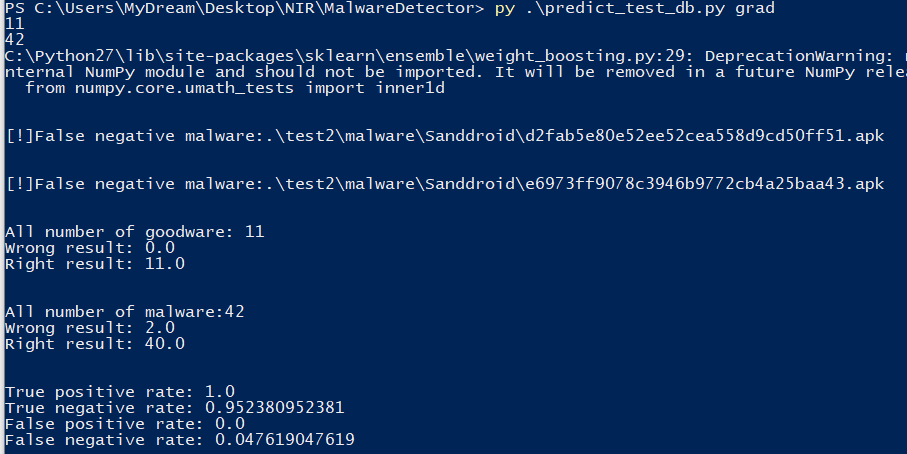 PS C:\Users\MyDream\Desktop\NIR\MalwareDetector> py .\predict_test_db.py grad
11
42
C:\Python27\lib\site-packages\sklearn\ensemble\weight_boosting.py:29: DeprecationWarning:
nternal NumPy module and should not be imported. It will be removed in a future NumPy rele
from numpy.core.umath_tests import inner1d
[!]False negative malware:.\test2\malware\Sanddroid\d2fab5e80e52ee52cea558d9cd50ff51.apk
[!]False negative malware:.\test2\malware\Sanddroid\e6973ff9078c3946b9772cb4a25baa43.apk
All number of goodware: 11
Wrong result: 0.0
Right result: 11.0
All number of malware:42
Wrong result: 2.0
Right result: 40.0
True positive rate: 1.0
True negative rate: 0.952380952381
False positive rate: 0.0
False negative rate: 0.047619047619